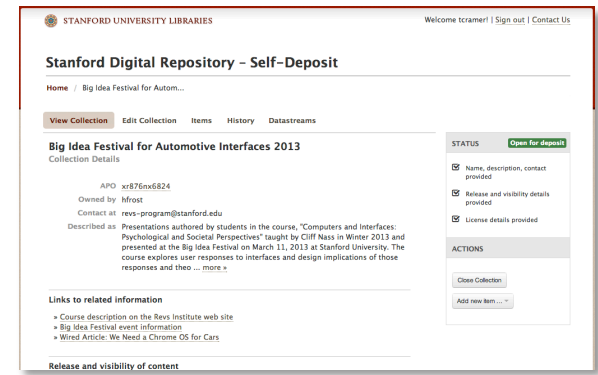 STANFORD UNIVERSITY LIBRARIES
Welcome tcramer! | Sign out | Contact Us
Stanford Digital Repository – Self-Deposit
Home / Big Idea Festival for Autom...
View Collection Edit Collection Items History Datastreams
Big Idea Festival for Automotive Interfaces 2013
Collection Details
APO xr876nx6824
Owned by hfrost
Contact at revs-program@stanford.edu
Described as Presentations authored by students in the course, "Computers and Interfaces:
Psychological and Societal Perspectives" taught by Cliff Nass in Winter 2013 and
presented at the Big Idea Festival on March 11, 2013 at Stanford University. The
course explores user responses to interfaces and design implications of those
responses and theo ... more »
Links to related information
» Course description on the Revs Institute web site
» Big Idea Festival event information
» Wired Article: We Need a Chrome OS for Cars
Release and visibility of content
STATUS Open for deposit
Name, description, contact
provided
Release and visibility details
provided
License details provided
ACTIONS
Close Collection
Add new item ...